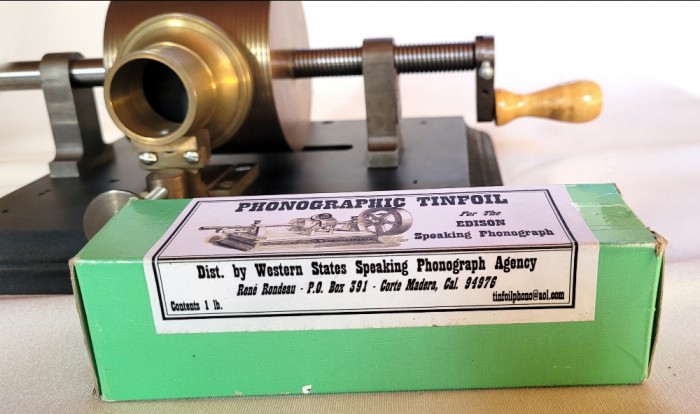 PHONOGRAPHIC TINFOIL
For The
EDISON
Speaking Phonograph
Dist. by Western States Speaking Phonograph Agency
René Rondeau - P.O. Box 391 - Corte Madera, Cal. 94976
Contents 1 lb.
tinfoilphono@aol.com